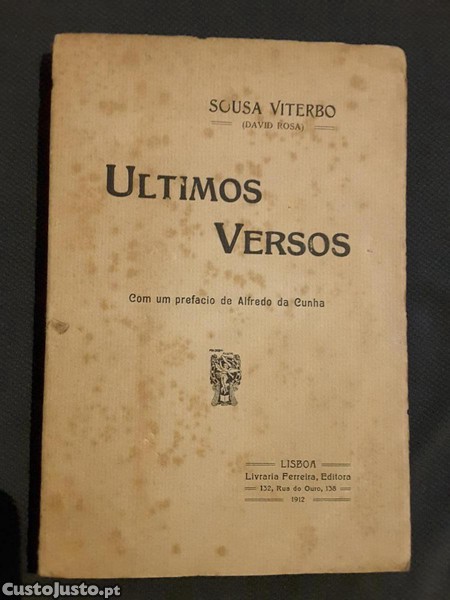 SOUSA VITERBO
(DAVID ROSA)
ULTIMOS
VERSOS
Com um prefacio de Alfredo da Cunha
LISBOA
Livraria Ferreira, Editora
132, Rua do Ouro, 138
1912
CustoJusto.pt